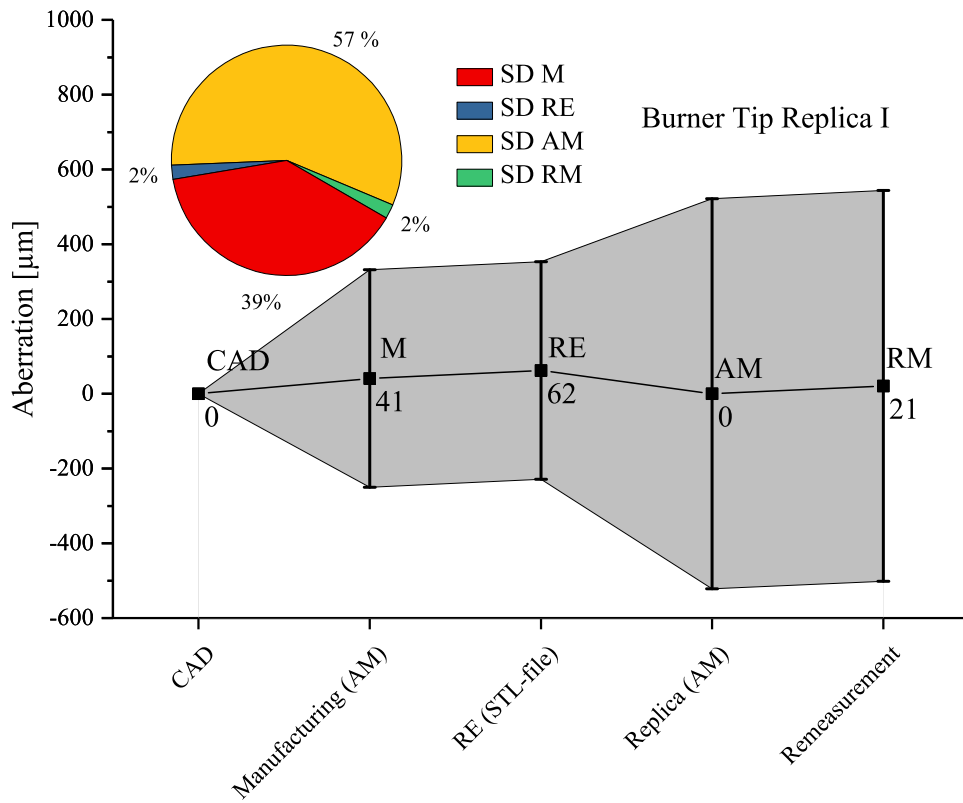 1000
800
600
400
200
0
-200
-400
-600
Aberration [µm]
57 %
2%
2%
39%
SD M
SD RE
SD AM
SD RM
Burner Tip Replica I
CAD
0
M
41
RE
62
AM
0
RM
21
CAD
Manufacturing (AM)
RE (STL-file)
Replica (AM)
Remeasurement